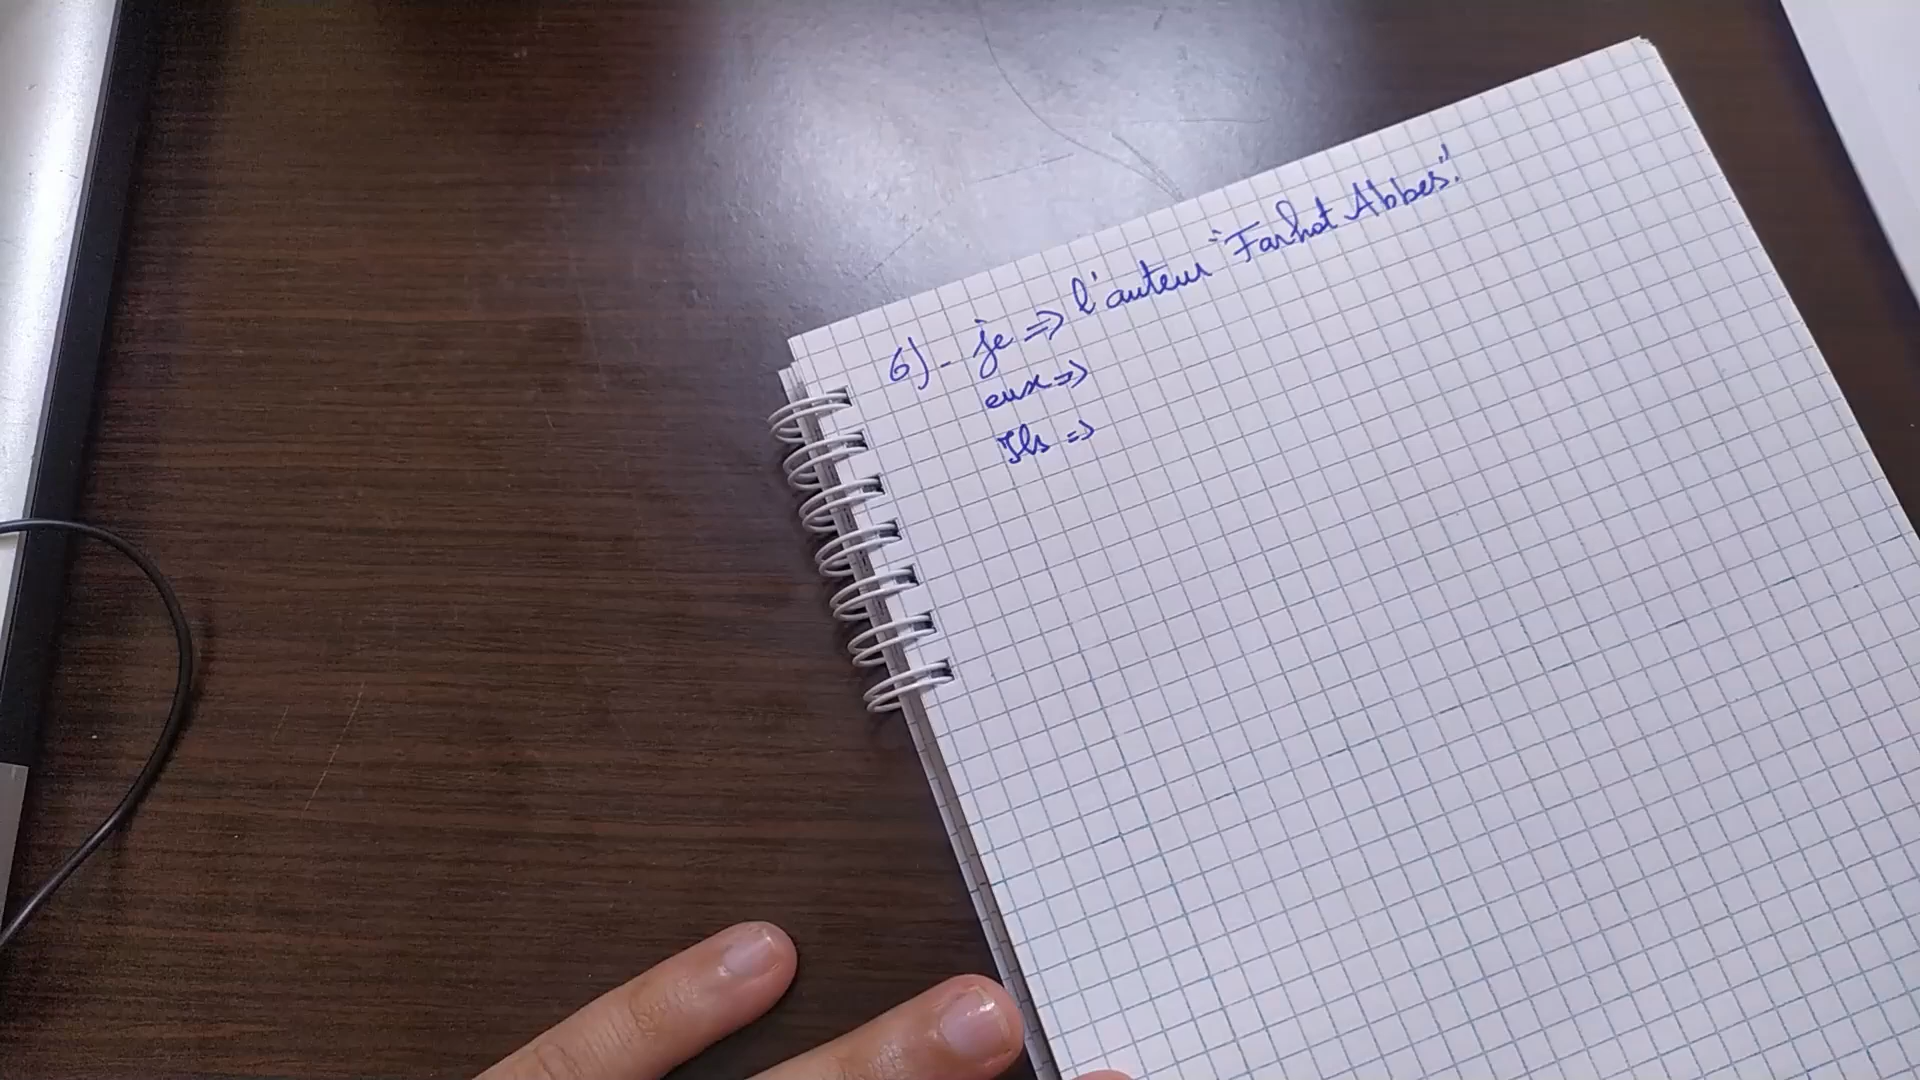 6)- je => l'auteur "Farhat Abbes."
eux =>
Ils =>